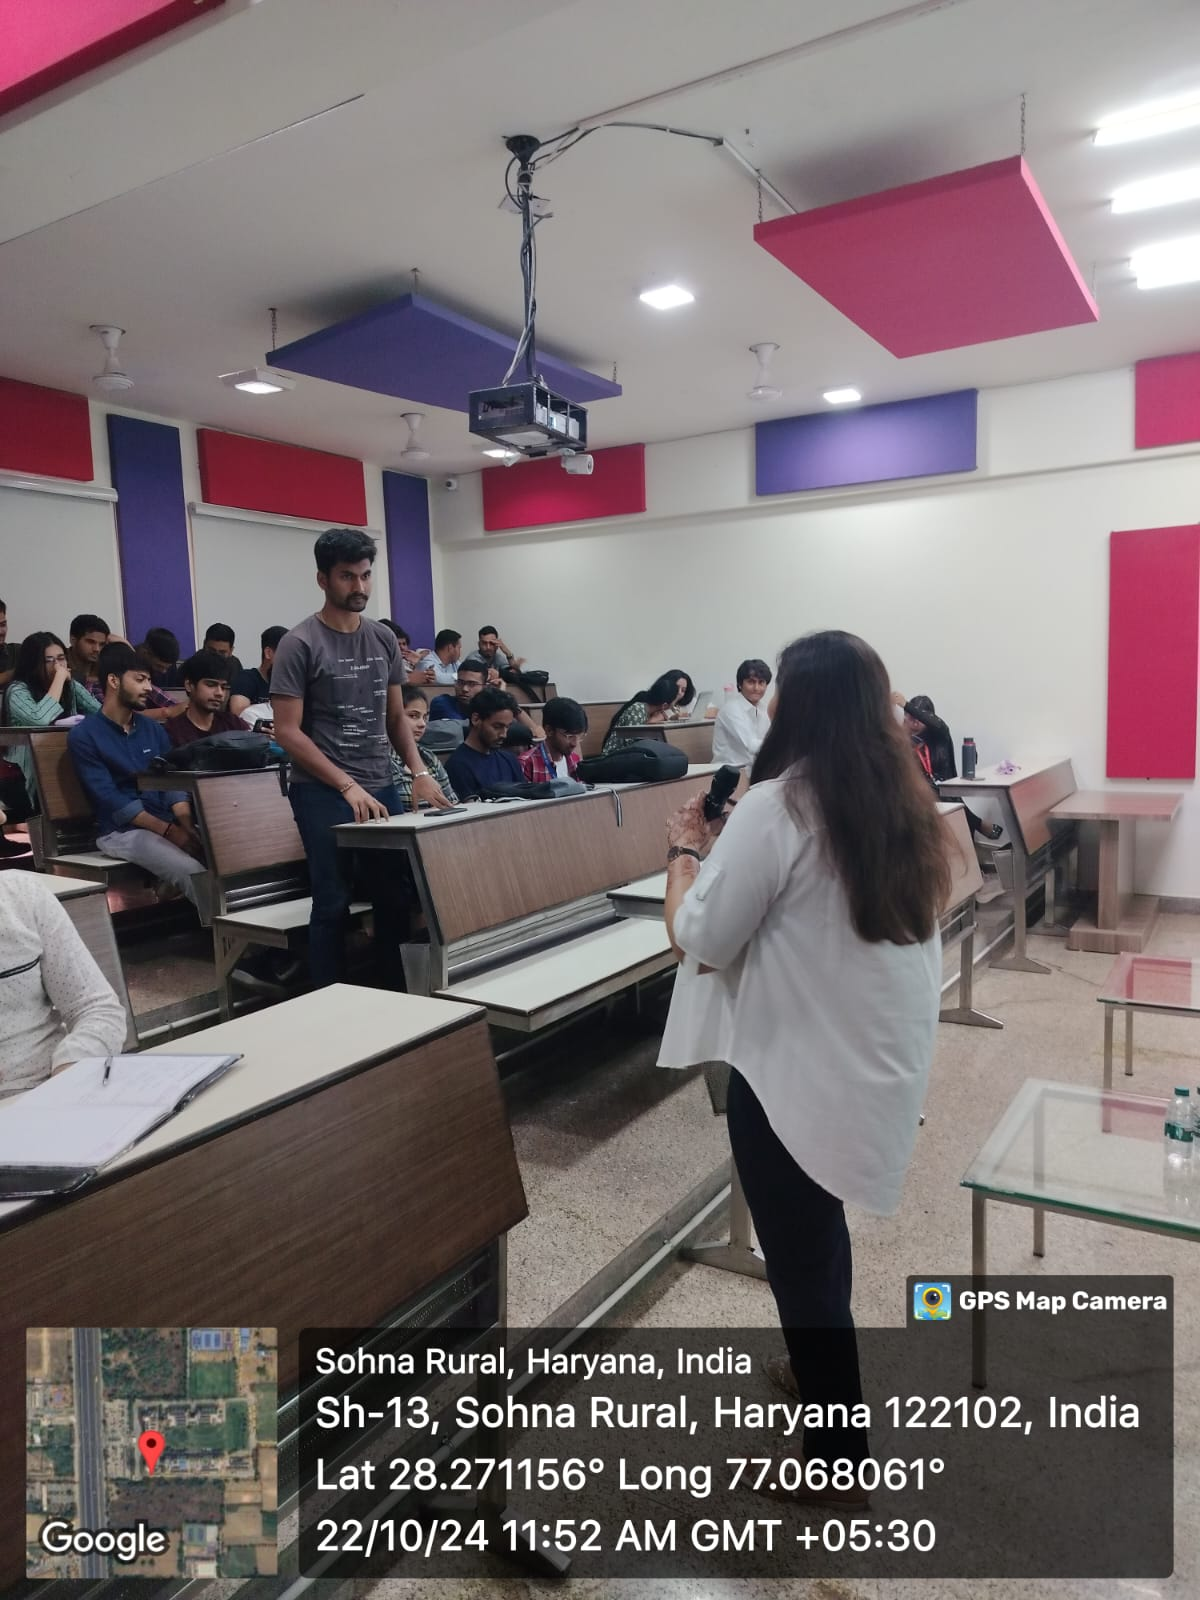 GPS Map Camera
Sohna Rural, Haryana, India
Sh-13, Sohna Rural, Haryana 122102, India
Lat 28.271156° Long 77.068061°
22/10/24 11:52 AM GMT +05:30
Google